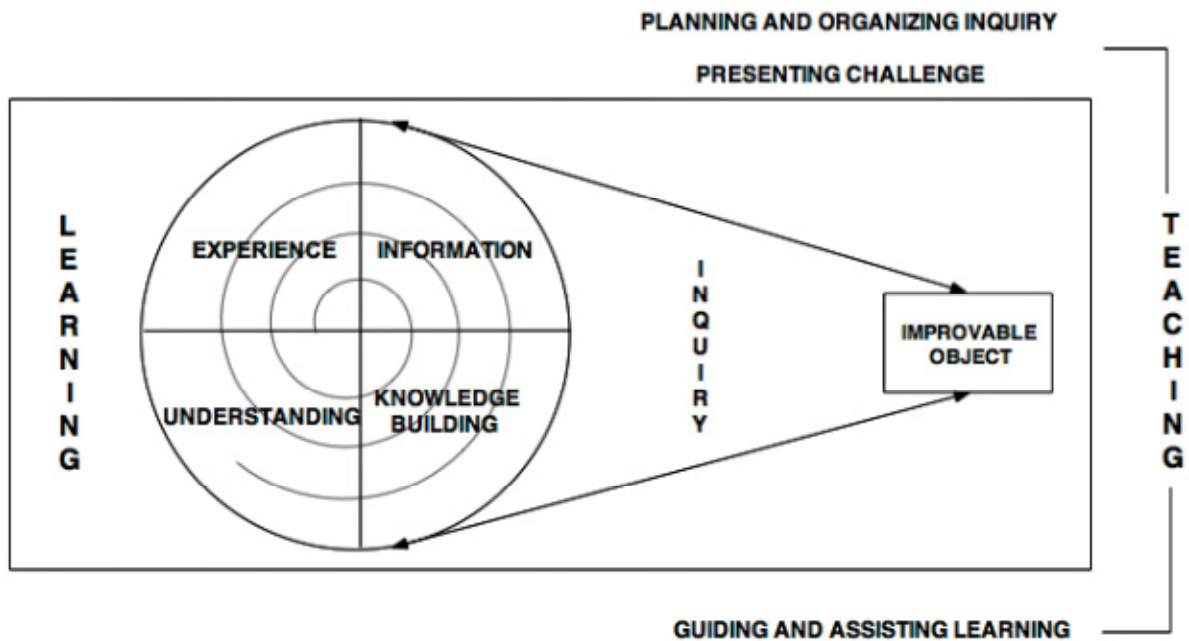 PLANNING AND ORGANIZING INQUIRY
PRESENTING CHALLENGE
LEARNING
EXPERIENCE
INFORMATION
UNDERSTANDING
KNOWLEDGE
BUILDING
INQUIRY
IMPROVABLE
OBJECT
TEACHING
GUIDING AND ASSISTING LEARNING